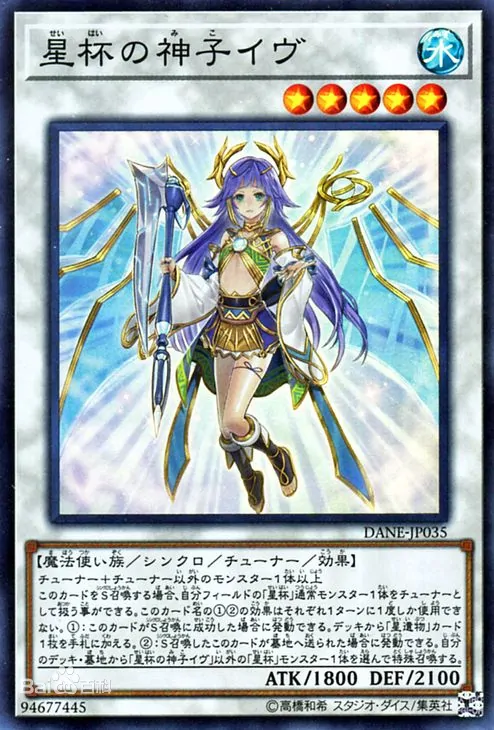 星杯の神子イヴ
水
DANE-JP035
【魔法使い族／シンクロ／チューナー／効果】
チューナー＋チューナー以外のモンスター1体以上
このカードをS召喚する場合、自分フィールドの「星杯」通常モンスター1体をチューナーと
して扱う事ができる。このカード名の①②の効果はそれぞれ1ターンに1度しか使用で
きない。①：このカードがS召喚に成功した場合に発動できる。デッキから「星遺物」カード
1枚を手札に加える。②：S召喚したこのカードが墓地へ送られた場合に発動できる。自分
のデッキ・墓地から「星杯の神子イヴ」以外の「星杯」モンスター1体を選んで特殊召喚する。
ATK/1800 DEF/2100
Bai 百科
94677445
©高橋和希 スタジオ・ダイス/集英社